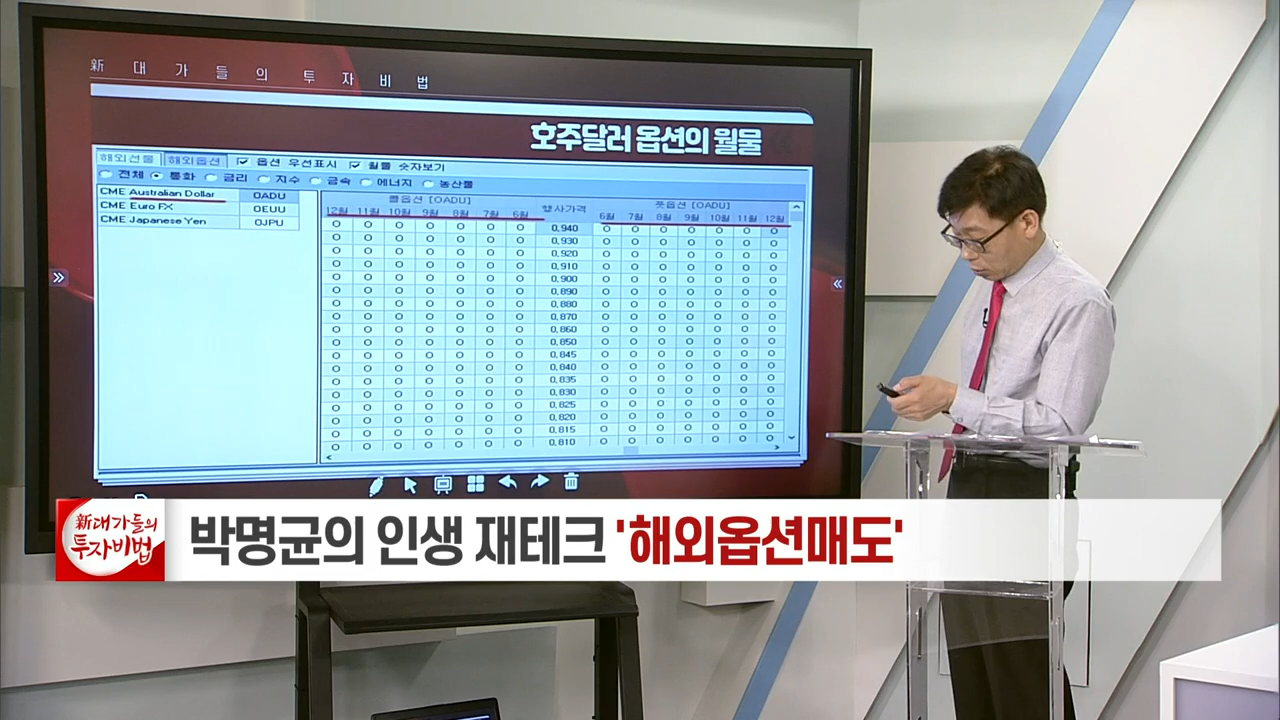 新 대 가 들 의 투 자 비 법
호주달러 옵션의 월물
해외선물 해외옵션 옵션 우선표시 월물 숫자보기
전체 통화 금리 지수 금속 에너지 농산물
CME Australian Dollar OADU
CME Euro FX OEUU
CME Japanese Yen OJPU
콜옵션 [OADU] 행사가격 풋옵션 [OADU]
12월 11월 10월 9월 8월 7월 6월 6월 7월 8월 9월 10월 11월 12월
O O O O O O O 0,940 O O O O O O O
O O O O O O O 0,930 O O O O O O O
O O O O O O O 0,920 O O O O O O O
O O O O O O O 0,910 O O O O O O O
O O O O O O O 0,900 O O O O O O O
O O O O O O O 0,890 O O O O O O O
O O O O O O O 0,880 O O O O O O O
O O O O O O O 0,870 O O O O O O O
O O O O O O O 0,860 O O O O O O O
O O O O O O O 0,850 O O O O O O O
O O O O O O O 0,845 O O O O O O O
O O O O O O O 0,840 O O O O O O O
O O O O O O O 0,835 O O O O O O O
O O O O O O O 0,830 O O O O O O O
O O O O O O O 0,825 O O O O O O O
O O O O O O O 0,820 O O O O O O O
O O O O O O O 0,815 O O O O O O O
O O O O O O O 0,810 O O O O O O O
新대가들의
투자비법
박명균의 인생 재테크 '해외옵션매도'